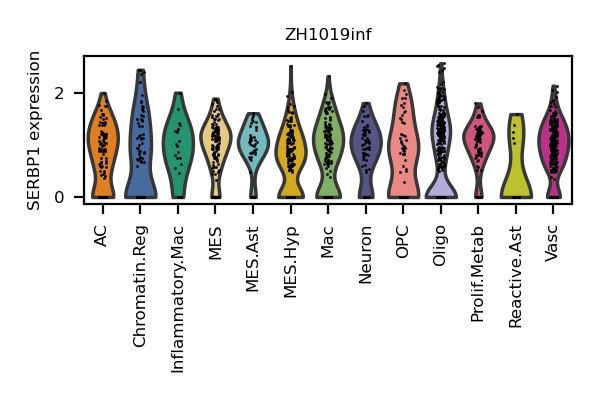 ZH1019inf
SERBP1 expression
2
0
AC
Chromatin.Reg
Inflammatory.Mac
MES
MES.Ast
MES.Hyp
Mac
Neuron
OPC
Oligo
Prolif.Metab
Reactive.Ast
Vasc